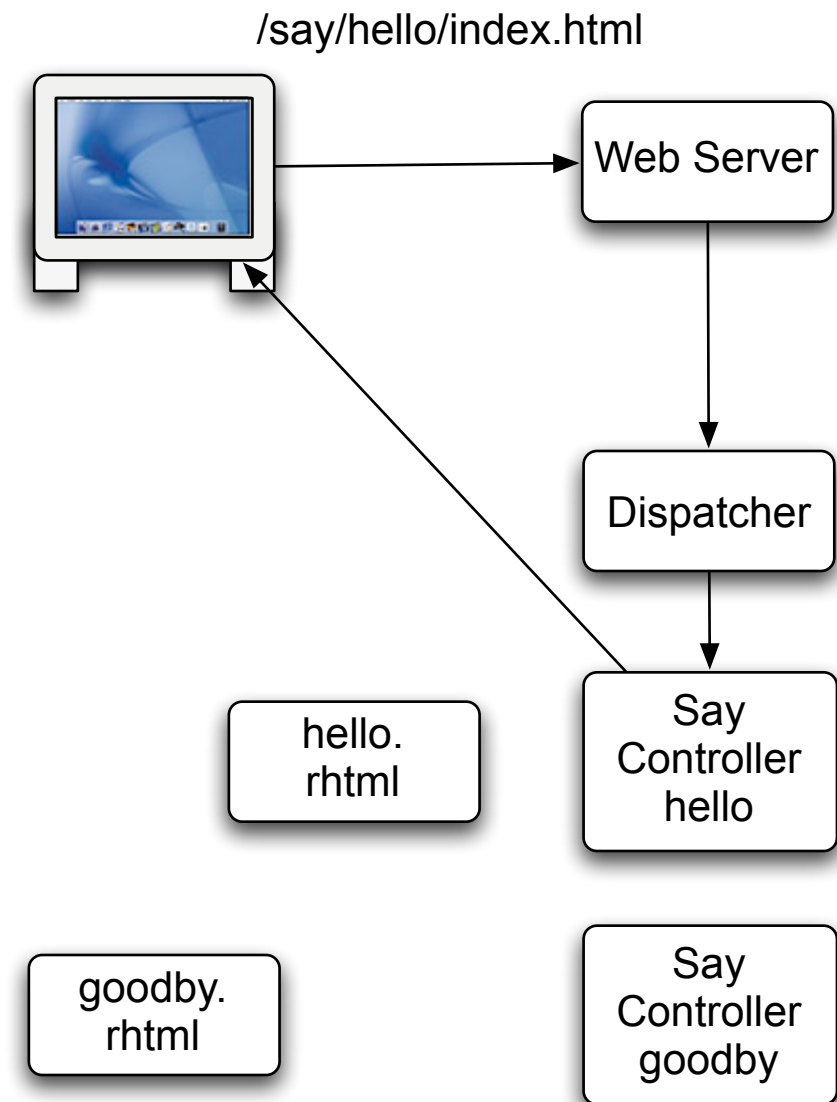 /say/hello/index.html
Web Server
Dispatcher
Say
Controller
hello
hello.
rhtml
Say
Controller
goodby
goodby.
rhtml